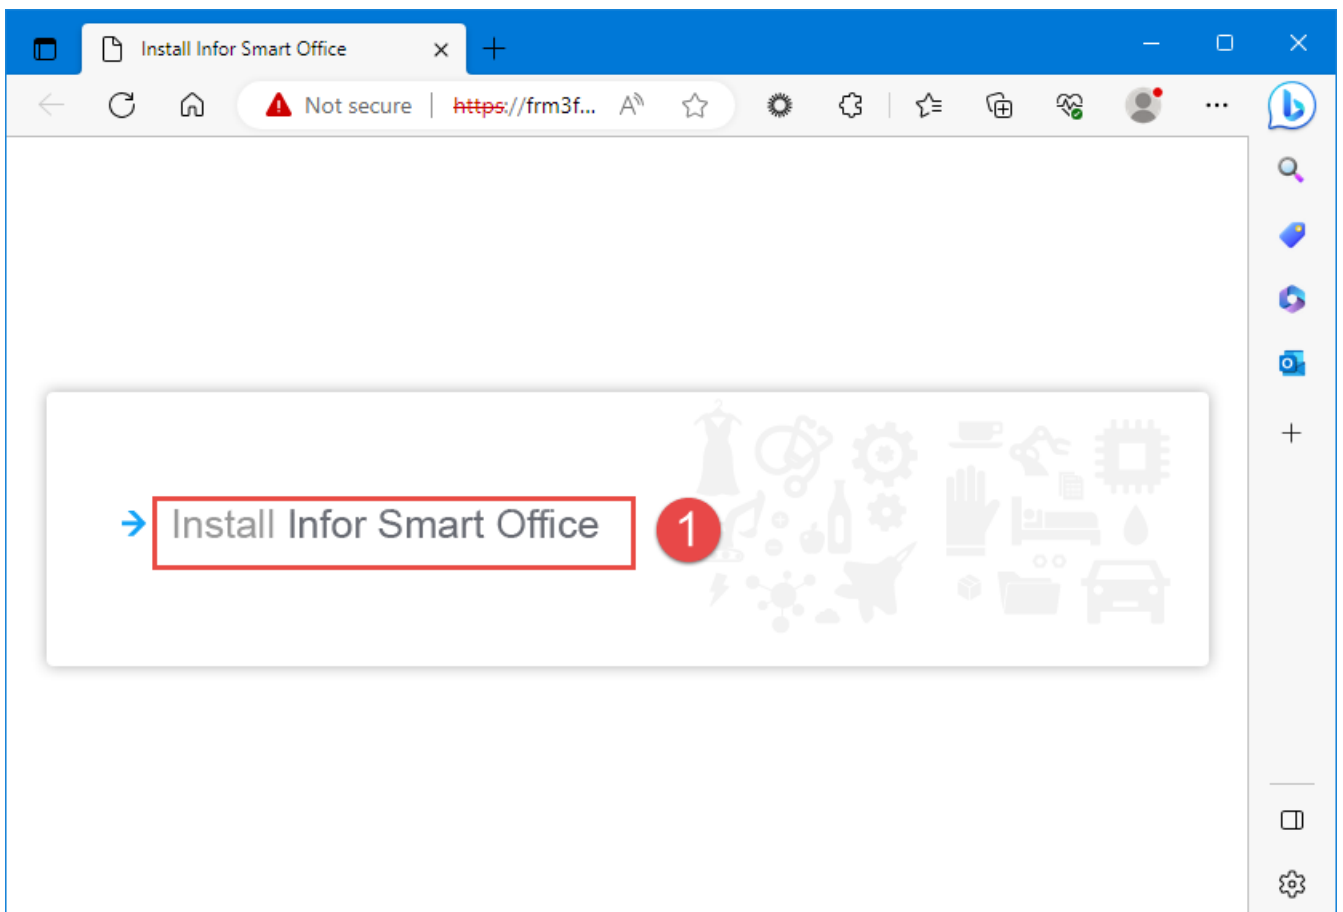 Install Infor Smart Office
Not secure https://frm3f... A
Install Infor Smart Office 1